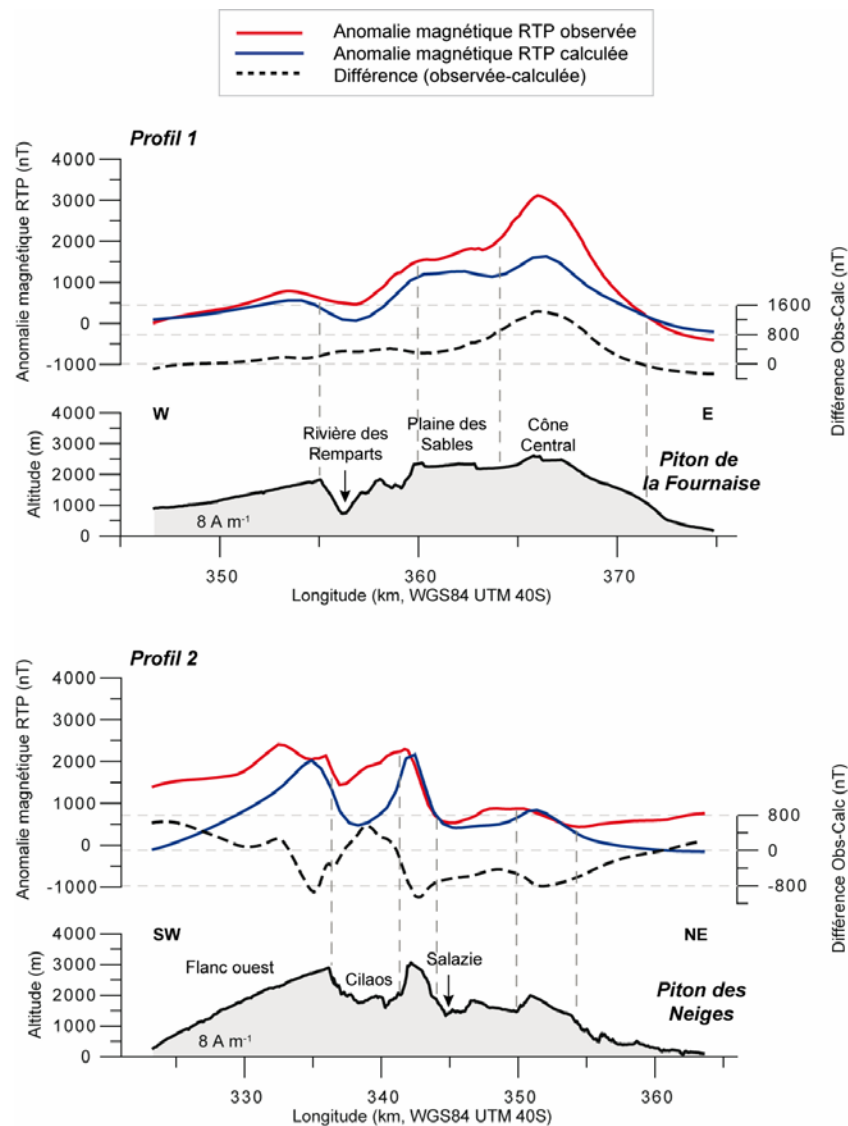 Anomalie magnétique RTP observée
Anomalie magnétique RTP calculée
Différence (observée-calculée)
Profil 1
Anomalie magnétique RTP (nT)
4000
3000
2000
1000
0
-1000
Différence Obs-Calc (nT)
1600
800
0
W
E
Rivière des
Remparts
Plaine des
Sables
Cône
Central
Piton de
la Fournaise
Altitude (m)
4000
3000
2000
1000
0
8 A m⁻¹
350
360
370
Longitude (km, WGS84 UTM 40S)
Profil 2
Anomalie magnétique RTP (nT)
4000
3000
2000
1000
0
-1000
Différence Obs-Calc (nT)
800
0
-800
SW
NE
Flanc ouest
Cilaos
Salazie
Piton des
Neiges
Altitude (m)
4000
3000
2000
1000
0
8 A m⁻¹
330
340
350
360
Longitude (km, WGS84 UTM 40S)